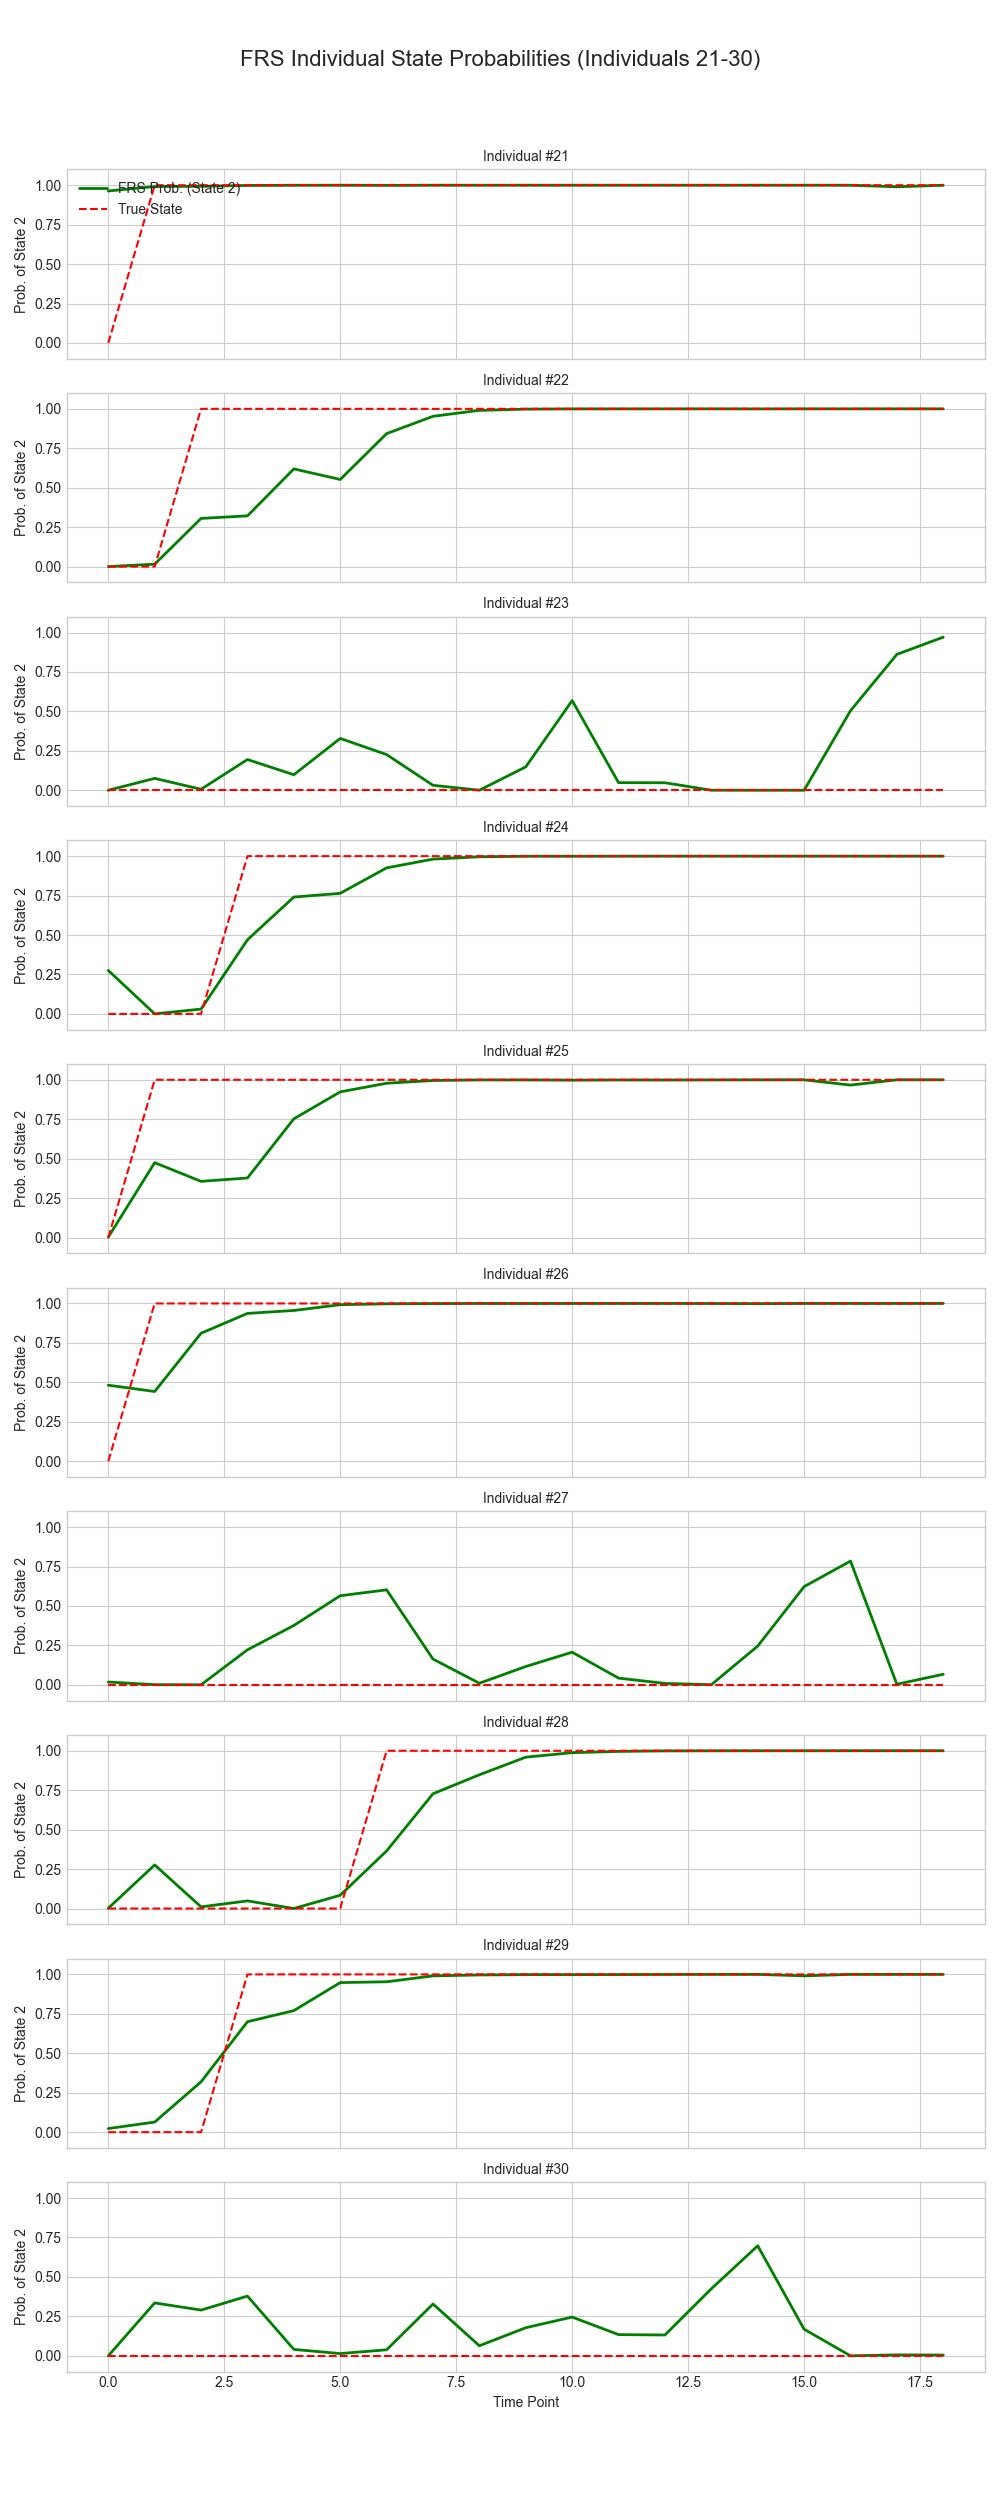 FRS Individual State Probabilities (Individuals 21-30)
Individual #21
1.00
0.75
0.50
0.25
0.00
Prob. of State 2
FRS Prob. (State 2)
True State
Individual #22
1.00
0.75
0.50
0.25
0.00
Prob. of State 2
Individual #23
1.00
0.75
0.50
0.25
0.00
Prob. of State 2
Individual #24
1.00
0.75
0.50
0.25
0.00
Prob. of State 2
Individual #25
1.00
0.75
0.50
0.25
0.00
Prob. of State 2
Individual #26
1.00
0.75
0.50
0.25
0.00
Prob. of State 2
Individual #27
1.00
0.75
0.50
0.25
0.00
Prob. of State 2
Individual #28
1.00
0.75
0.50
0.25
0.00
Prob. of State 2
Individual #29
1.00
0.75
0.50
0.25
0.00
Prob. of State 2
Individual #30
1.00
0.75
0.50
0.25
0.00
Prob. of State 2
0.0 2.5 5.0 7.5 10.0 12.5 15.0 17.5
Time Point